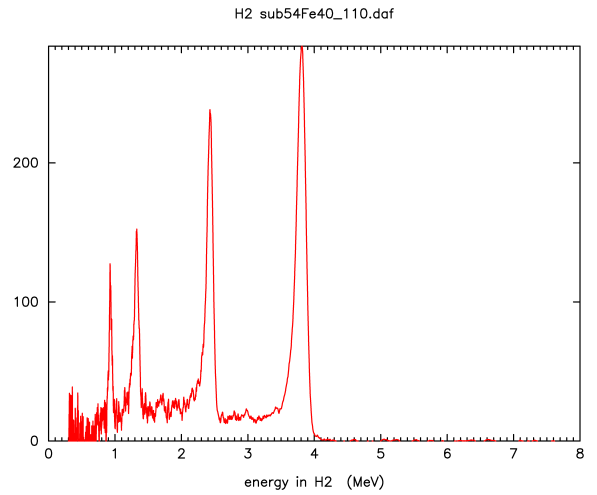 H2 sub54Fe40_110.daf
200
100
0
0 1 2 3 4 5 6 7 8
energy in H2 (MeV)